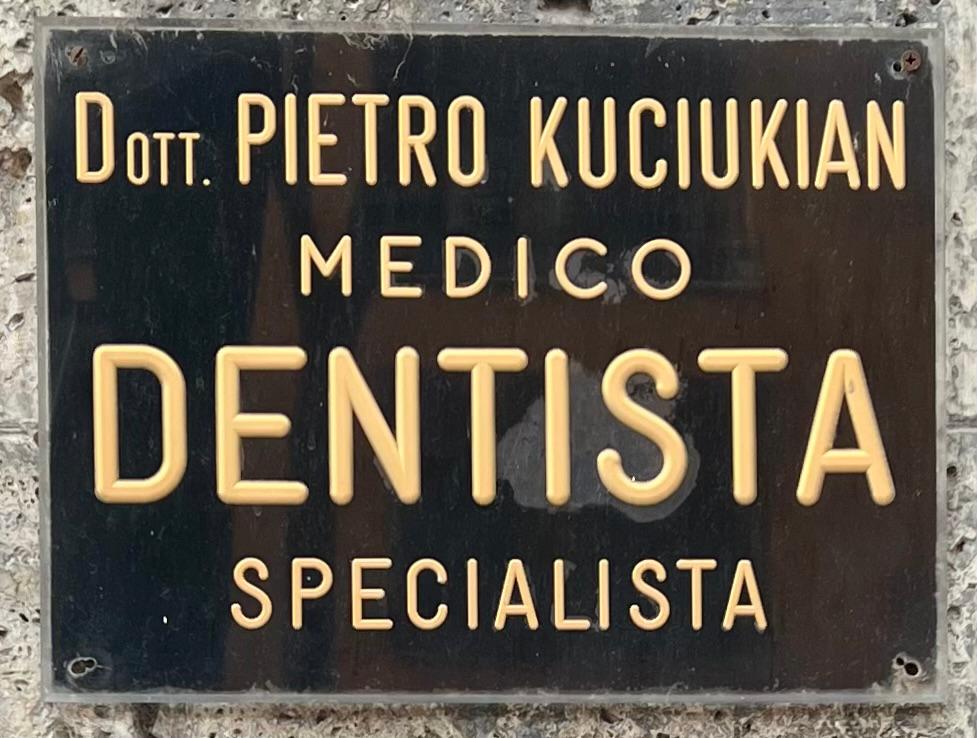 Dott. PIETRO KUCIUKIAN
MEDICO
DENTISTA
SPECIALISTA